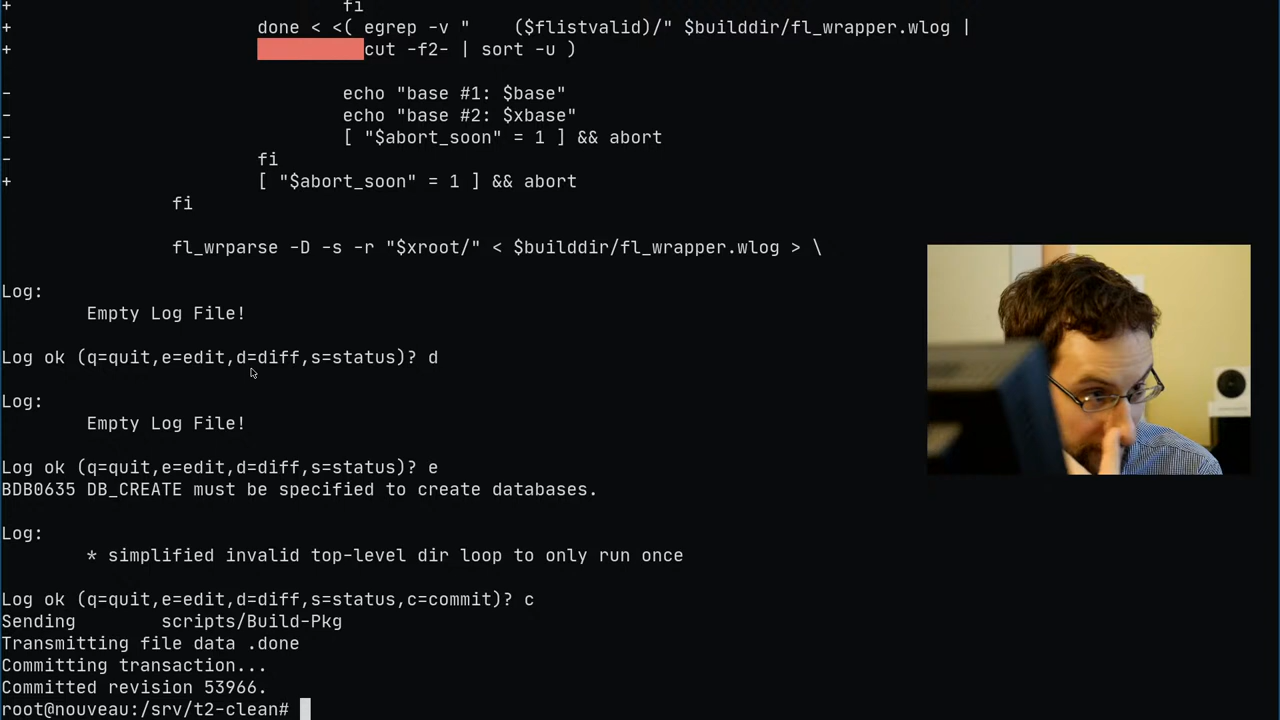 + fi
+ done < <( egrep -v "    ($flistvalid)/" $builddir/fl_wrapper.wlog |
+ cut -f2- | sort -u )
- echo "base #1: $base"
- echo "base #2: $xbase"
- [ "$abort_soon" = 1 ] && abort
- fi
+ [ "$abort_soon" = 1 ] && abort
fi
fl_wrparse -D -s -r "$xroot/" < $builddir/fl_wrapper.wlog > \
Log:
Empty Log File!
Log ok (q=quit,e=edit,d=diff,s=status)? d
Log:
Empty Log File!
Log ok (q=quit,e=edit,d=diff,s=status)? e
BDB0635 DB_CREATE must be specified to create databases.
Log:
* simplified invalid top-level dir loop to only run once
Log ok (q=quit,e=edit,d=diff,s=status,c=commit)? c
Sending        scripts/Build-Pkg
Transmitting file data .done
Committing transaction...
Committed revision 53966.
root@nouveau:/srv/t2-clean#